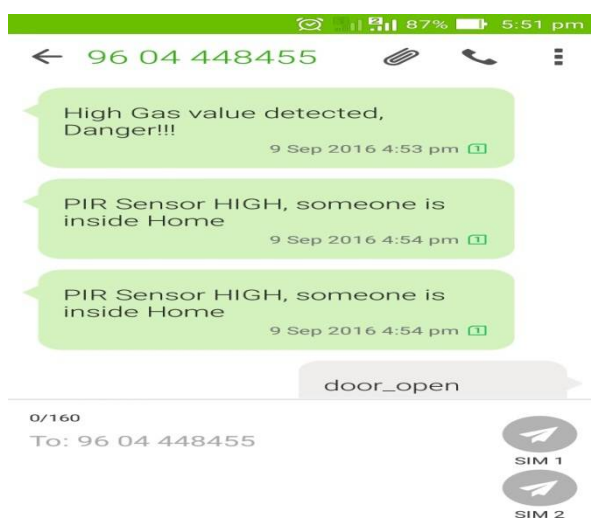 2 87% 5:51 pm
96 04 448455
High Gas value detected,
Danger!!!
9 Sep 2016 4:53 pm 1
PIR Sensor HIGH, someone is
inside Home
9 Sep 2016 4:54 pm 1
PIR Sensor HIGH, someone is
inside Home
9 Sep 2016 4:54 pm 1
door_open
0/160
To: 96 04 448455
SIM 1
SIM 2